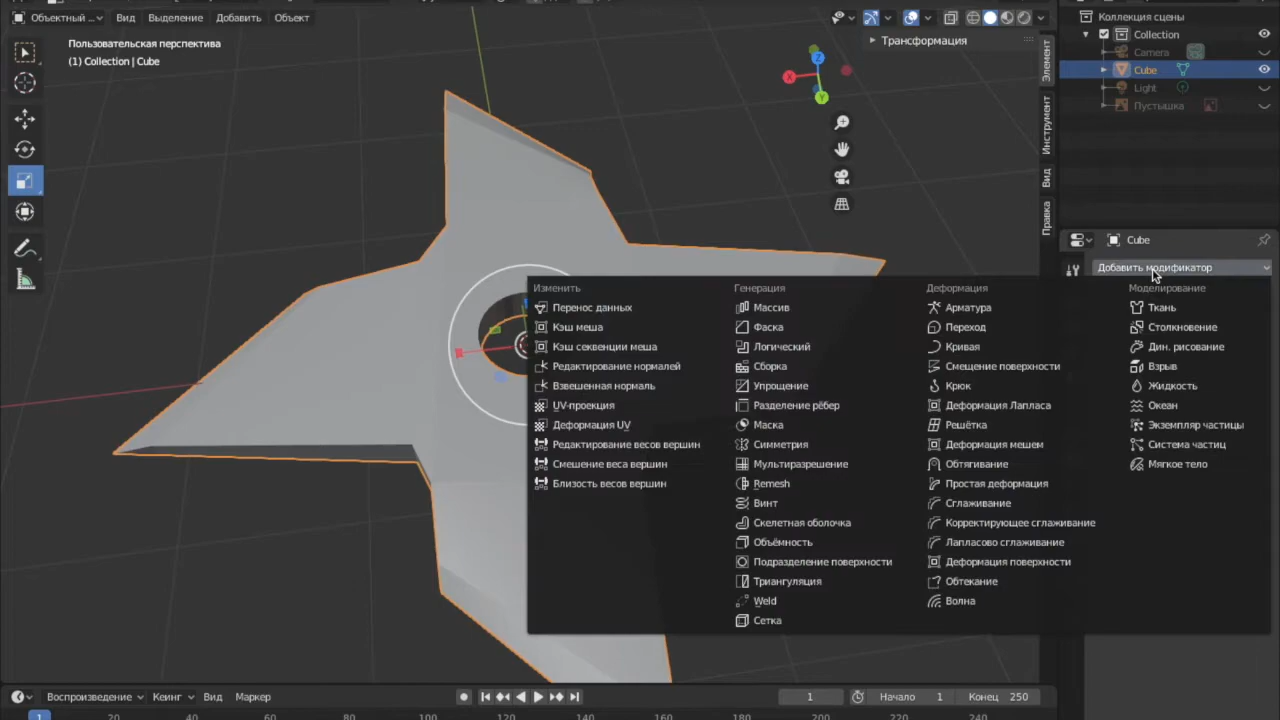 Объектный ...
Вид
Выделение
Добавить
Объект
Пользовательская перспектива
(1) Collection | Cube
Трансформация
X
Z
Y
Элемент
Инструмент
Вид
Правка
Коллекция сцены
Collection
Camera
Cube
Light
Пустышка
Cube
Добавить модификатор
Изменить
Перенос данных
Кэш меша
Кэш секвенции меша
Редактирование нормалей
Взвешенная нормаль
UV-проекция
Деформация UV
Редактирование весов вершин
Смешение веса вершин
Близость весов вершин
Генерация
Массив
Фаска
Логический
Сборка
Упрощение
Разделение рёбер
Маска
Симметрия
Мультиразрешение
Remesh
Винт
Скелетная оболочка
Объёмность
Подразделение поверхности
Триангуляция
Weld
Сетка
Деформация
Арматура
Переход
Кривая
Смещение поверхности
Крюк
Деформация Лапласа
Решётка
Деформация мешем
Обтягивание
Простая деформация
Сглаживание
Корректирующее сглаживание
Лапласово сглаживание
Деформация поверхности
Обтекание
Волна
Моделирование
Ткань
Столкновение
Дин. рисование
Взрыв
Жидкость
Океан
Экземпляр частицы
Система частиц
Мягкое тело
Воспроизведение
Кеинг
Вид
Маркер
1
Начало 1
Конец 250
1 20 40 60 80 100 120 140 160 180 200 220 240